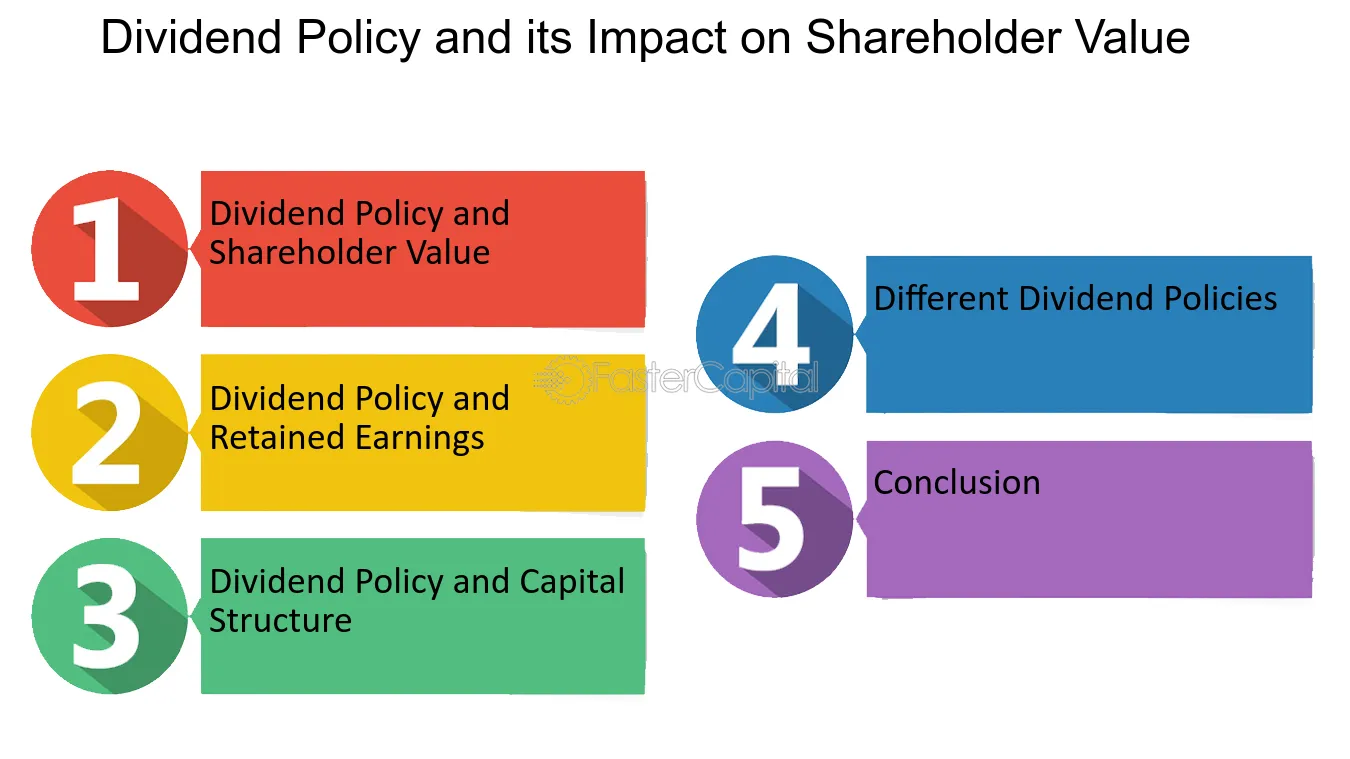 Dividend Policy and its Impact on Shareholder Value
1
Dividend Policy and
Shareholder Value
2
Dividend Policy and
Retained Earnings
3
Dividend Policy and Capital
Structure
4
Different Dividend Policies
5
Conclusion
FasterCapital